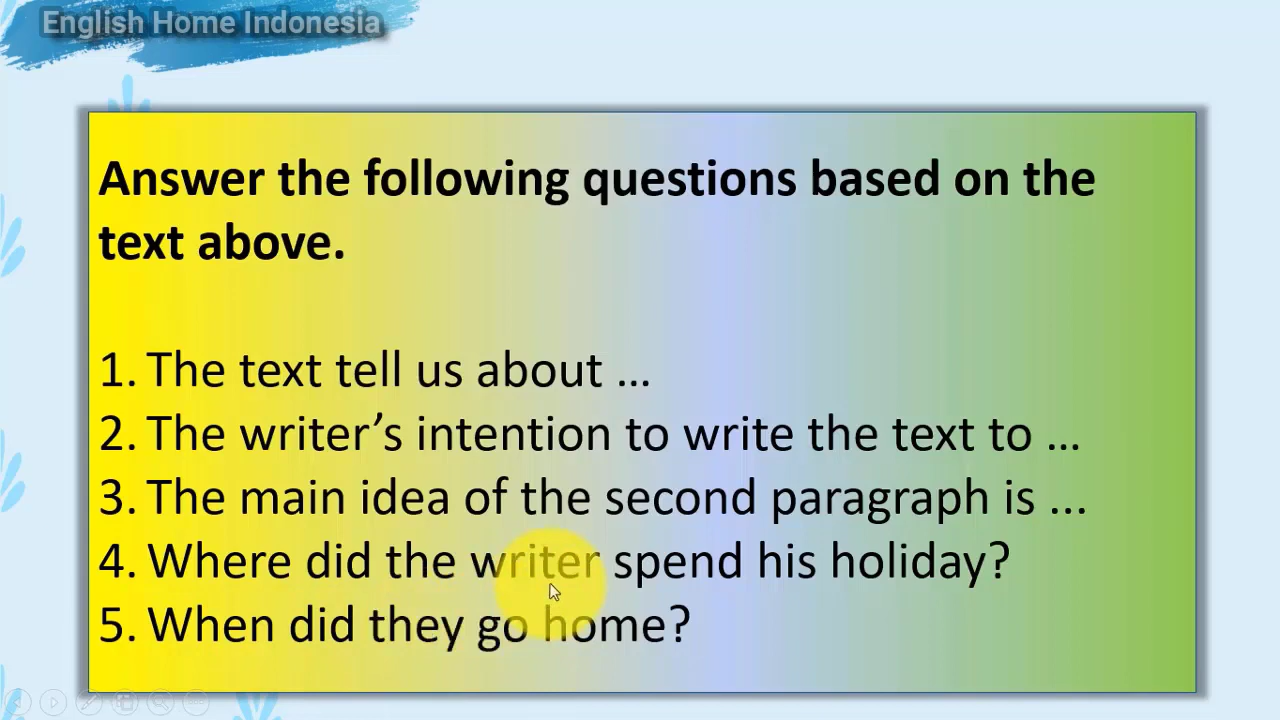 English Home Indonesia
Answer the following questions based on the
text above.
1. The text tell us about ...
2. The writer’s intention to write the text to ...
3. The main idea of the second paragraph is ...
4. Where did the writer spend his holiday?
5. When did they go home?